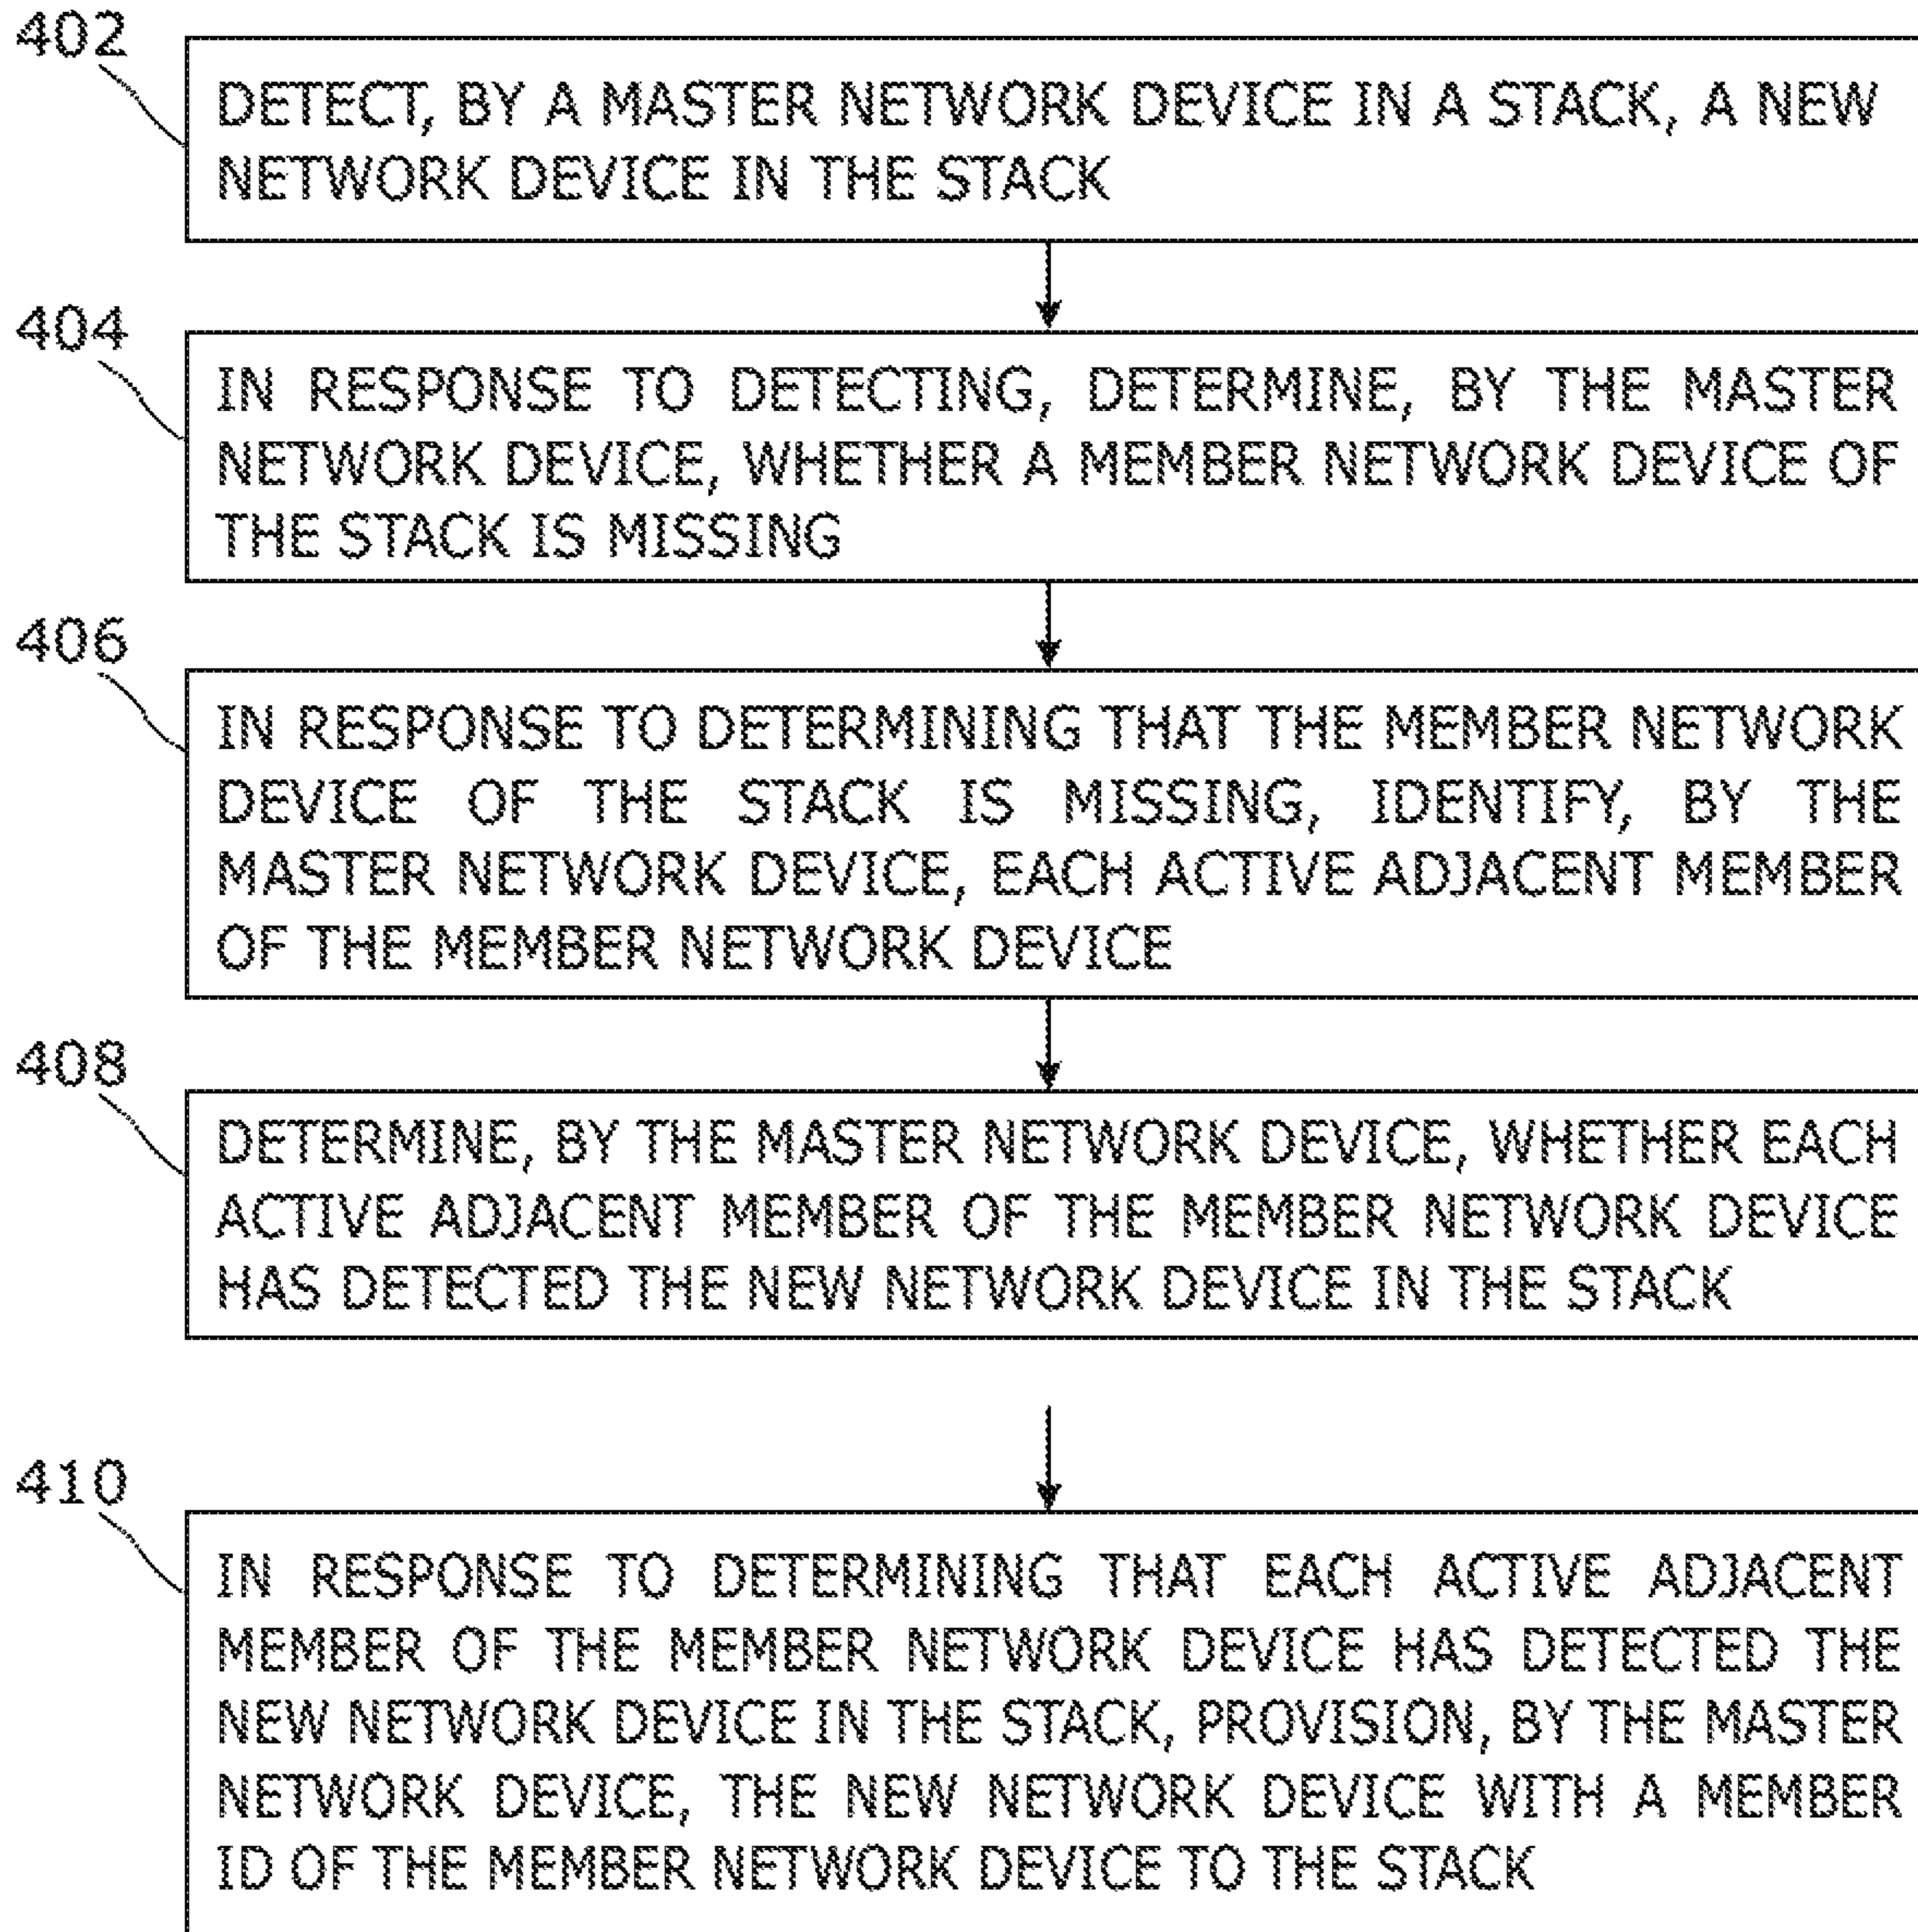 402
DETECT, BY A MASTER NETWORK DEVICE IN A STACK, A NEW
NETWORK DEVICE IN THE STACK
404
IN RESPONSE TO DETECTING, DETERMINE, BY THE MASTER
NETWORK DEVICE, WHETHER A MEMBER NETWORK DEVICE OF
THE STACK IS MISSING
406
IN RESPONSE TO DETERMINING THAT THE MEMBER NETWORK
DEVICE OF THE STACK IS MISSING, IDENTIFY, BY THE
MASTER NETWORK DEVICE, EACH ACTIVE ADJACENT MEMBER
OF THE MEMBER NETWORK DEVICE
408
DETERMINE, BY THE MASTER NETWORK DEVICE, WHETHER EACH
ACTIVE ADJACENT MEMBER OF THE MEMBER NETWORK DEVICE
HAS DETECTED THE NEW NETWORK DEVICE IN THE STACK
410
IN RESPONSE TO DETERMINING THAT EACH ACTIVE ADJACENT
MEMBER OF THE MEMBER NETWORK DEVICE HAS DETECTED THE
NEW NETWORK DEVICE IN THE STACK, PROVISION, BY THE MASTER
NETWORK DEVICE, THE NEW NETWORK DEVICE WITH A MEMBER
ID OF THE MEMBER NETWORK DEVICE TO THE STACK